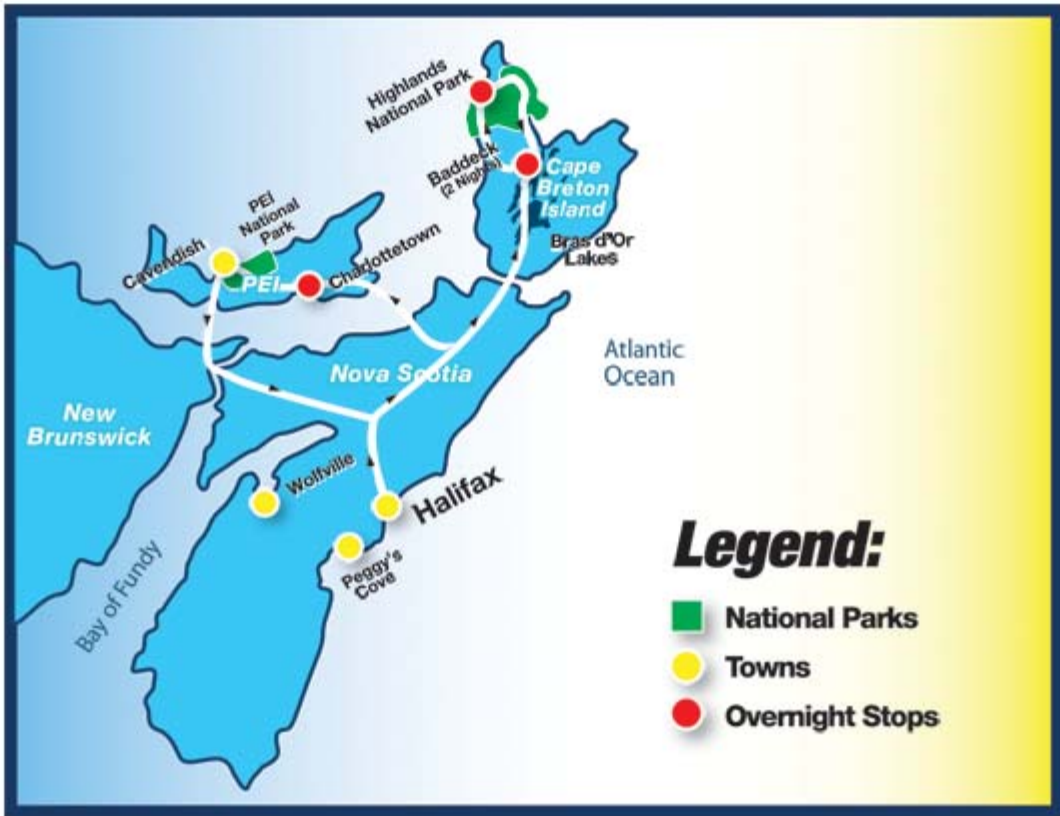 Highlands
National Park
Baddeck
(2 Nights)
Cape
Breton
Island
Bras d'Or
Lakes
PEI
National
Park
Cavendish
PEI
Charlottetown
Atlantic
Ocean
Nova Scotia
New
Brunswick
Wolfville
Halifax
Peggy's
Cove
Bay of Fundy
Legend:
National Parks
Towns
Overnight Stops